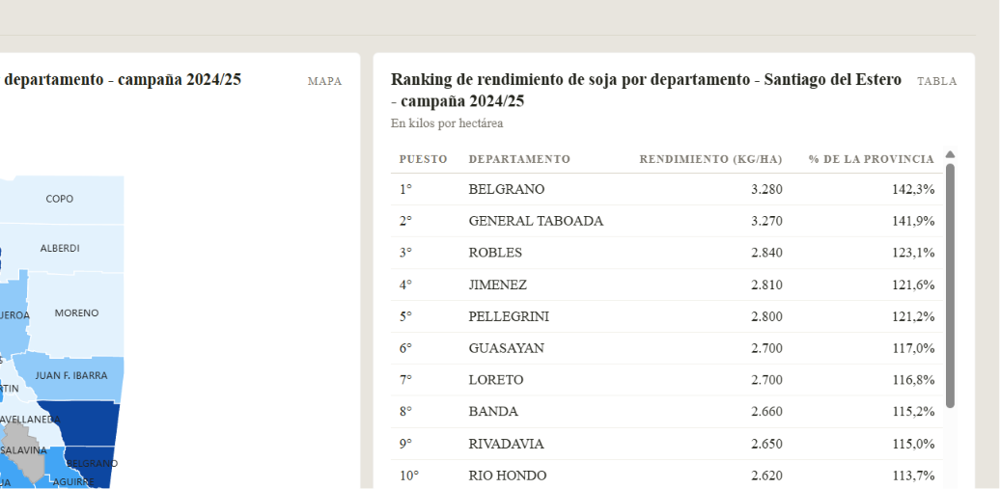 departamento - campaña 2024/25
MAPA
COPO
ALBERDI
MORENO
JUAN F. IBARRA
AVELLANEDA
SALAVINA
BELGRANO
AGUIRRE
Ranking de rendimiento de soja por departamento - Santiago del Estero
- campaña 2024/25
TABLA
En kilos por hectárea
PUESTO DEPARTAMENTO RENDIMIENTO (KG/HA) % DE LA PROVINCIA
1° BELGRANO 3.280 142,3%
2° GENERAL TABOADA 3.270 141,9%
3° ROBLES 2.840 123,1%
4° JIMENEZ 2.810 121,6%
5° PELLEGRINI 2.800 121,2%
6° GUASAYAN 2.700 117,0%
7° LORETO 2.700 116,8%
8° BANDA 2.660 115,2%
9° RIVADAVIA 2.650 115,0%
10° RIO HONDO 2.620 113,7%